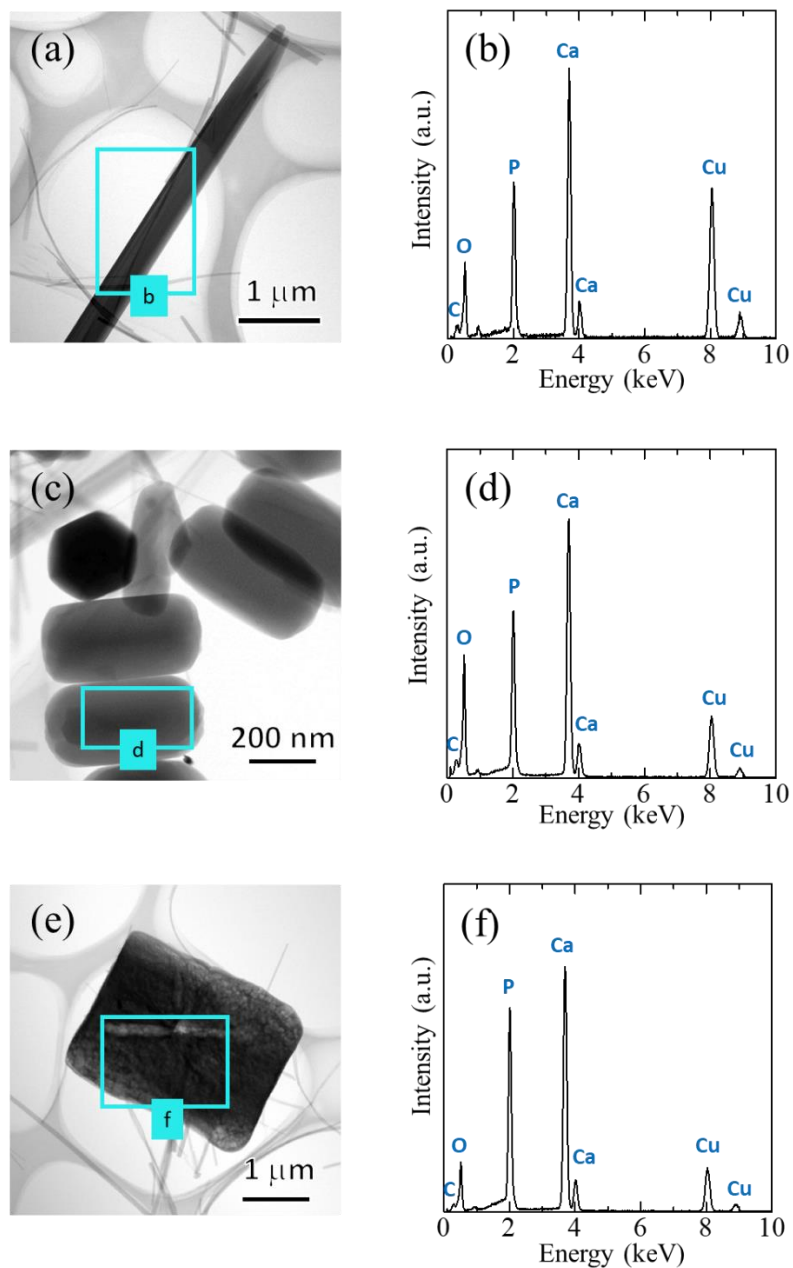 (a)
b
1 μm
(b)
Ca
P
Cu
O
Ca
Cu
C
Intensity (a.u.)
0 2 4 6 8 10
Energy (keV)
(c)
d
200 nm
(d)
Ca
P
O
Cu
Ca
Cu
C
Intensity (a.u.)
0 2 4 6 8 10
Energy (keV)
(e)
f
1 μm
(f)
Ca
P
O
Ca
Cu
C
Cu
Intensity (a.u.)
0 2 4 6 8 10
Energy (keV)